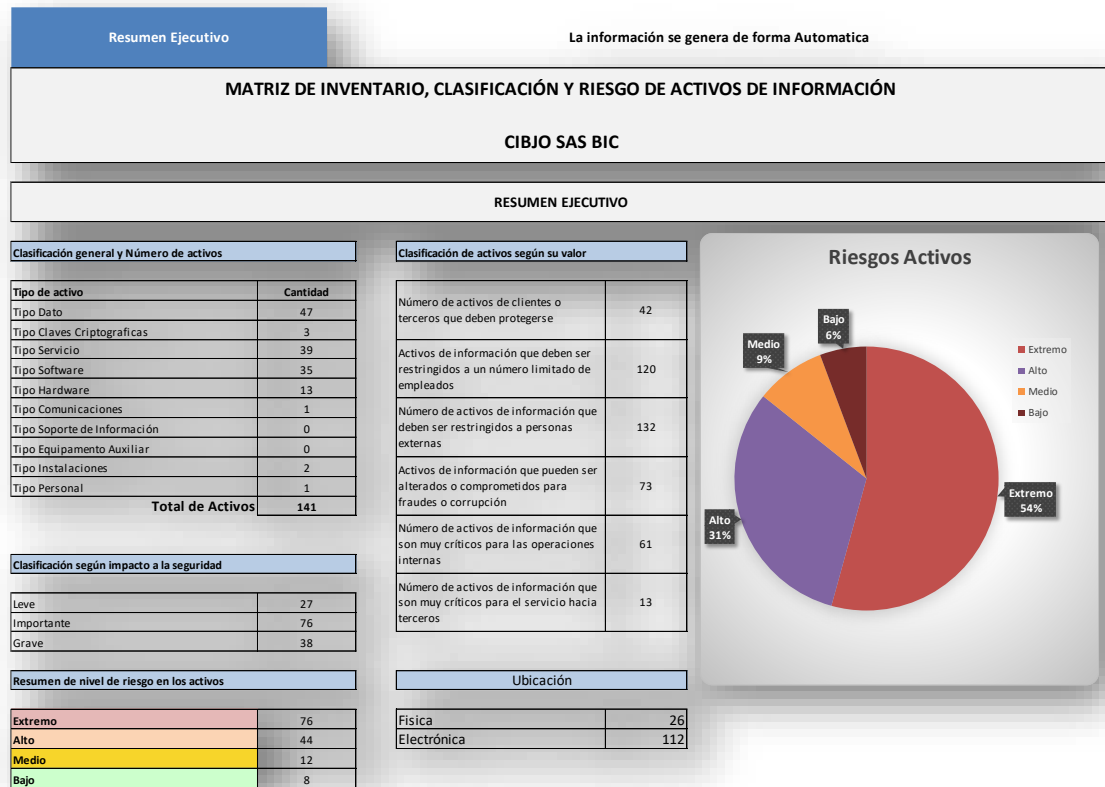 Resumen Ejecutivo
La información se genera de forma Automatica
MATRIZ DE INVENTARIO, CLASIFICACIÓN Y RIESGO DE ACTIVOS DE INFORMACIÓN
CIBJO SAS BIC
RESUMEN EJECUTIVO
Clasificación general y Número de activos
Tipo de activo Cantidad
Tipo Dato 47
Tipo Claves Criptograficas 3
Tipo Servicio 39
Tipo Software 35
Tipo Hardware 13
Tipo Comunicaciones 1
Tipo Soporte de Información 0
Tipo Equipamento Auxiliar 0
Tipo Instalaciones 2
Tipo Personal 1
Total de Activos 141
Clasificación según impacto a la seguridad
Leve 27
Importante 76
Grave 38
Resumen de nivel de riesgo en los activos
Extremo 76
Alto 44
Medio 12
Bajo 8
Clasificación de activos según su valor
Número de activos de clientes o
terceros que deben protegerse 42
Activos de información que deben ser
restringidos a un número limitado de 120
empleados
Número de activos de información que
deben ser restringidos a personas 132
externas
Activos de información que pueden ser
alterados o comprometidos para 73
fraudes o corrupción
Número de activos de información que
son muy críticos para las operaciones 61
internas
Número de activos de información que
son muy críticos para el servicio hacia 13
terceros
Ubicación
Fisica 26
Electrónica 112
Riesgos Activos
Bajo
6%
Medio
9%
Alto
31%
Extremo
54%
Extremo
Alto
Medio
Bajo